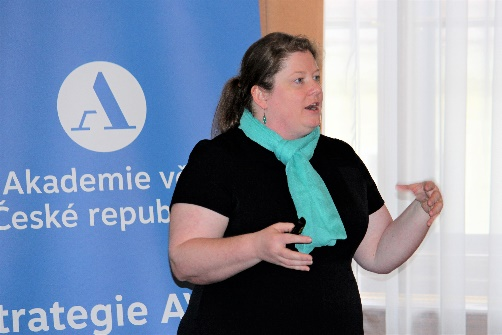 Akademie vě
České repub
trategie A